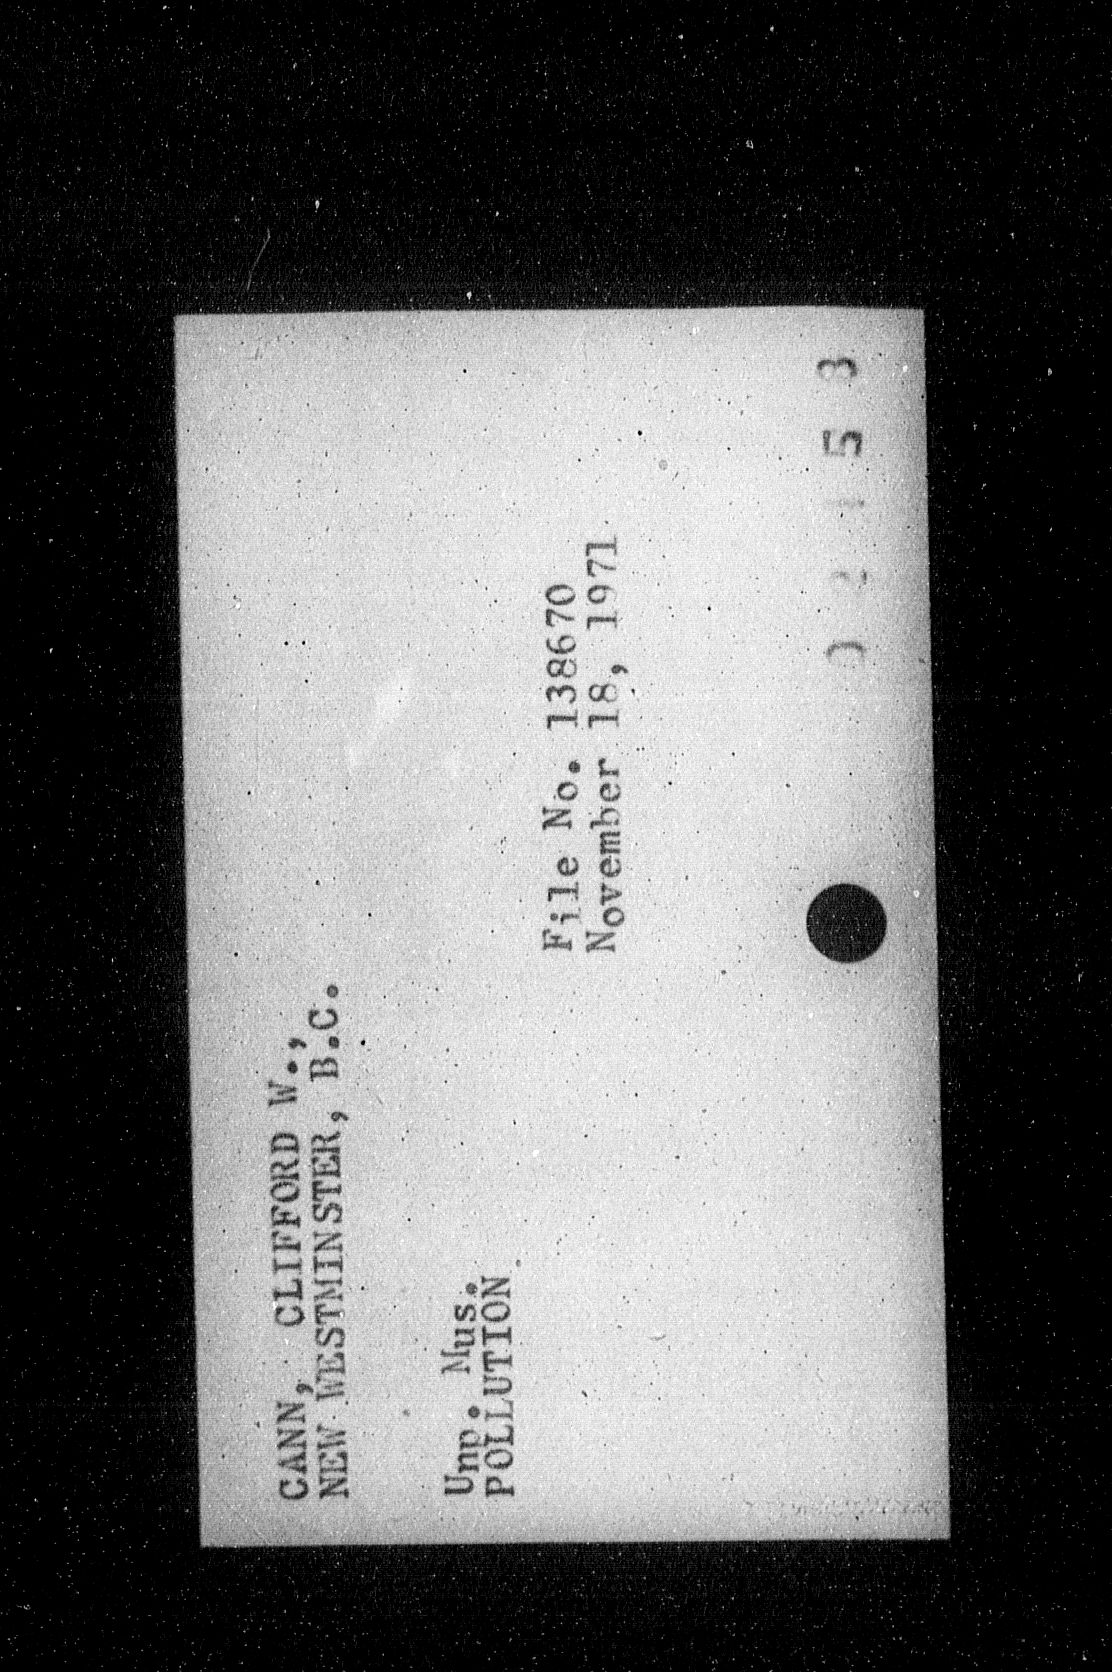 CANN, CLIFFORD W.,
NEW WESTMINSTER, B.C.
Unp. Mus.
POLLUTION
File No. 138670
November 18, 1971